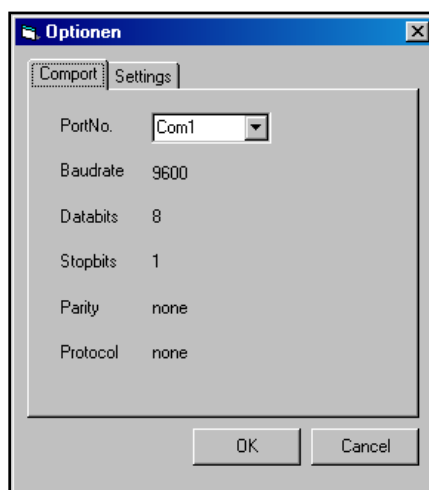 Optionen
Comport Settings
PortNo. Com1
Baudrate 9600
Databits 8
Stopbits 1
Parity none
Protocol none
OK Cancel